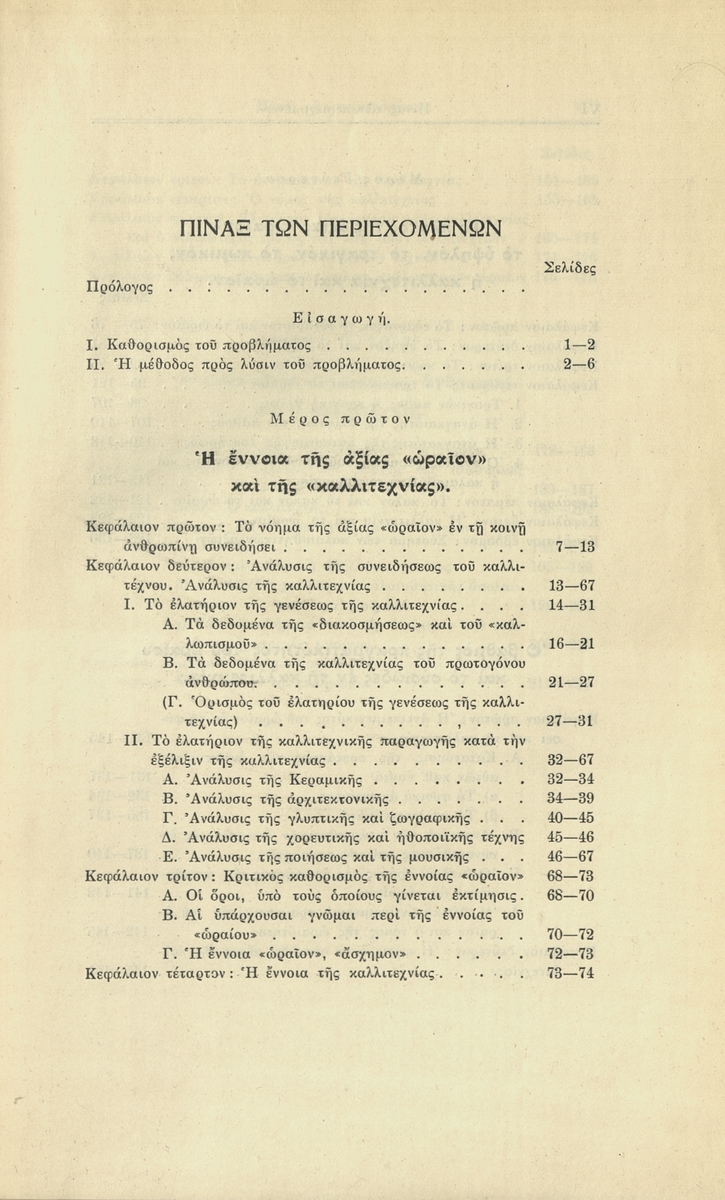 ΠΙΝΑΞ ΤΩΝ ΠΕΡΙΕΧΟΜΕΝΩΝ
Σελίδες
Πρόλογος . . . . . . . . . . . . . . . . . . .
Εἰσαγωγή.
I. Καθορισμὸς τοῦ προβλήματος . . . . . . . . . . . 1—2
II. Ἡ μέθοδος πρὸς λύσιν τοῦ προβλήματος. . . . . . . 2—6
Μέρος πρῶτον
Ἡ ἔννοια τῆς ἀξίας «ὡραῖον»
καὶ τῆς «καλλιτεχνίας».
Κεφάλαιον πρῶτον : Τὸ νόημα τῆς ἀξίας «ὡραῖον» ἐν τῇ κοινῇ
ἀνθρωπίνῃ συνειδήσει . . . . . . . . . . . . . 7—13
Κεφάλαιον δεύτερον : Ἀνάλυσις τῆς συνειδήσεως τοῦ καλλι-
τέχνου. Ἀνάλυσις τῆς καλλιτεχνίας . . . . . . . . 13—67
I. Τὸ ἐλατήριον τῆς γενέσεως τῆς καλλιτεχνίας. . . . 14—31
Α. Τὰ δεδομένα τῆς «διακοσμήσεως» καὶ τοῦ «καλ-
λωπισμοῦ» . . . . . . . . . . . . . . 16—21
Β. Τὰ δεδομένα τῆς καλλιτεχνίας τοῦ πρωτογόνου
ἀνθρώπου. . . . . . . . . . . . . . 21—27
(Γ. Ὁρισμὸς τοῦ ἐλατηρίου τῆς γενέσεως τῆς καλλι-
τεχνίας) . . . . . . . . . . , . . . 27—31
II. Τὸ ἐλατήριον τῆς καλλιτεχνικῆς παραγωγῆς κατὰ τὴν
ἐξέλιξιν τῆς καλλιτεχνίας . . . . . . . . . . 32—67
Α. Ἀνάλυσις τῆς Κεραμικῆς . . . . . . . . 32—34
Β. Ἀνάλυσις τῆς ἀρχιτεκτονικῆς . . . . . . . 34—39
Γ. Ἀνάλυσις τῆς γλυπτικῆς καὶ ζωγραφικῆς . . . 40—45
Δ. Ἀνάλυσις τῆς χορευτικῆς καὶ ἠθοποιϊκῆς τέχνης 45—46
Ε. Ἀνάλυσις τῆς ποιήσεως καὶ τῆς μουσικῆς . . . 46—67
Κεφάλαιον τρίτον : Κριτικὸς καθορισμὸς τῆς ἐννοίας «ὡραῖον» 68—73
Α. Οἱ ὅροι, ὑπὸ τοὺς ὁποίους γίνεται ἐκτίμησις . 68—70
Β. Αἱ ὑπάρχουσαι γνῶμαι περὶ τῆς ἐννοίας τοῦ
«ὡραίου» . . . . . . . . . . . . . 70—72
Γ. Ἡ ἔννοια «ὡραῖον», «ἄσχημον» . . . . . . 72—73
Κεφάλαιον τέταρτον : Ἡ ἔννοια τῆς καλλιτεχνίας . . . . . 73—74